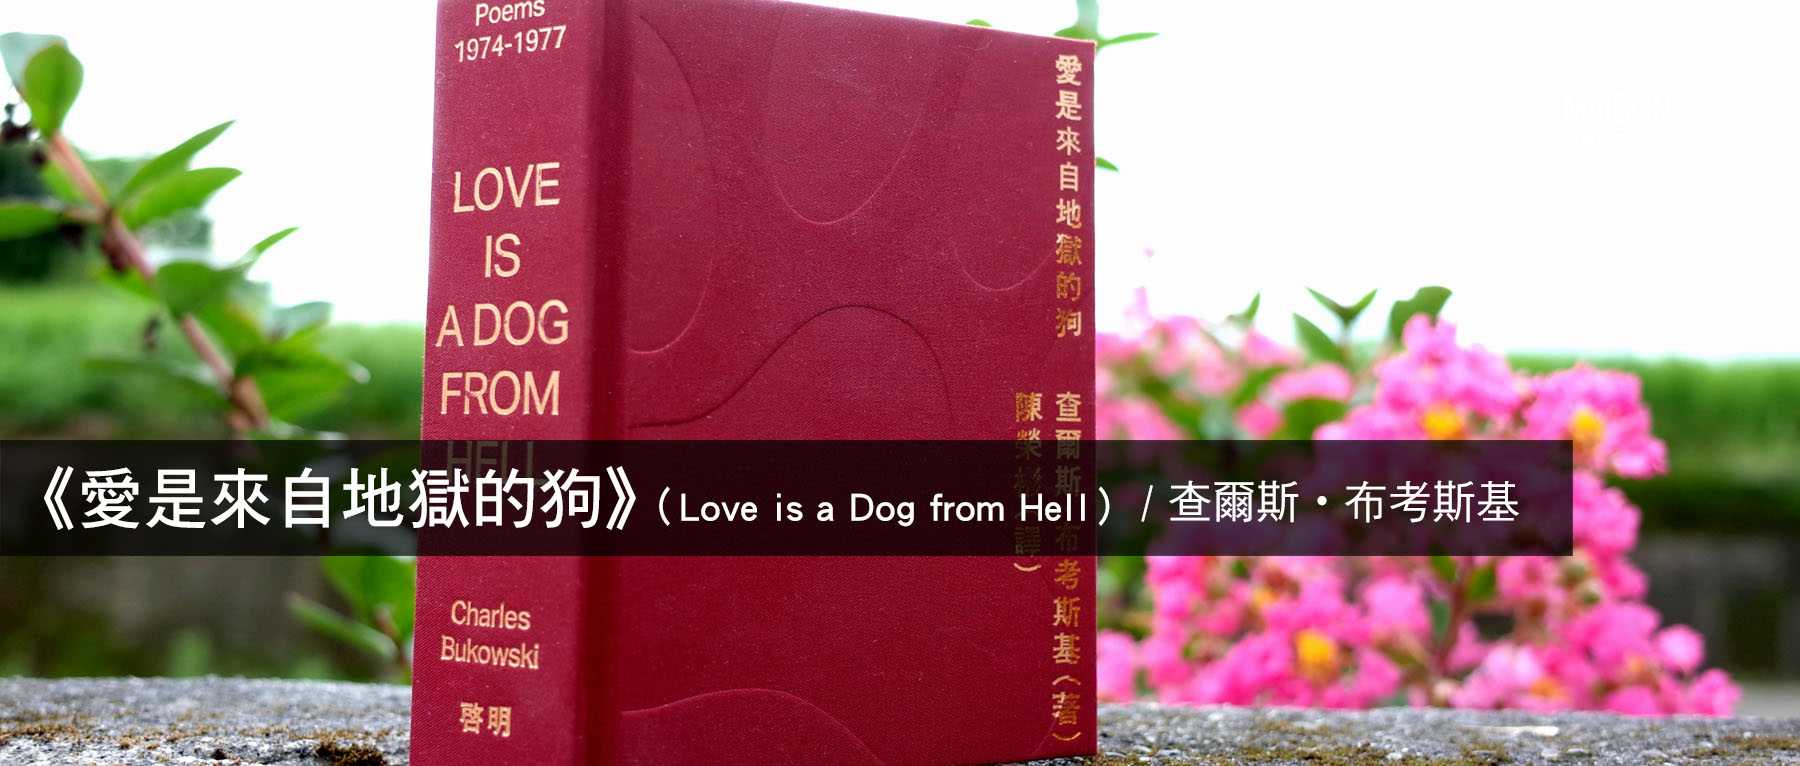 Poems
1974-1977
LOVE
IS
A DOG
FROM
HELL
Charles
Bukowski
啓明
愛是來自地獄的狗
查爾斯·布考斯基(著)
陳榮彬(譯)
《愛是來自地獄的狗》(Love is a Dog from Hell) / 查爾斯·布考斯基